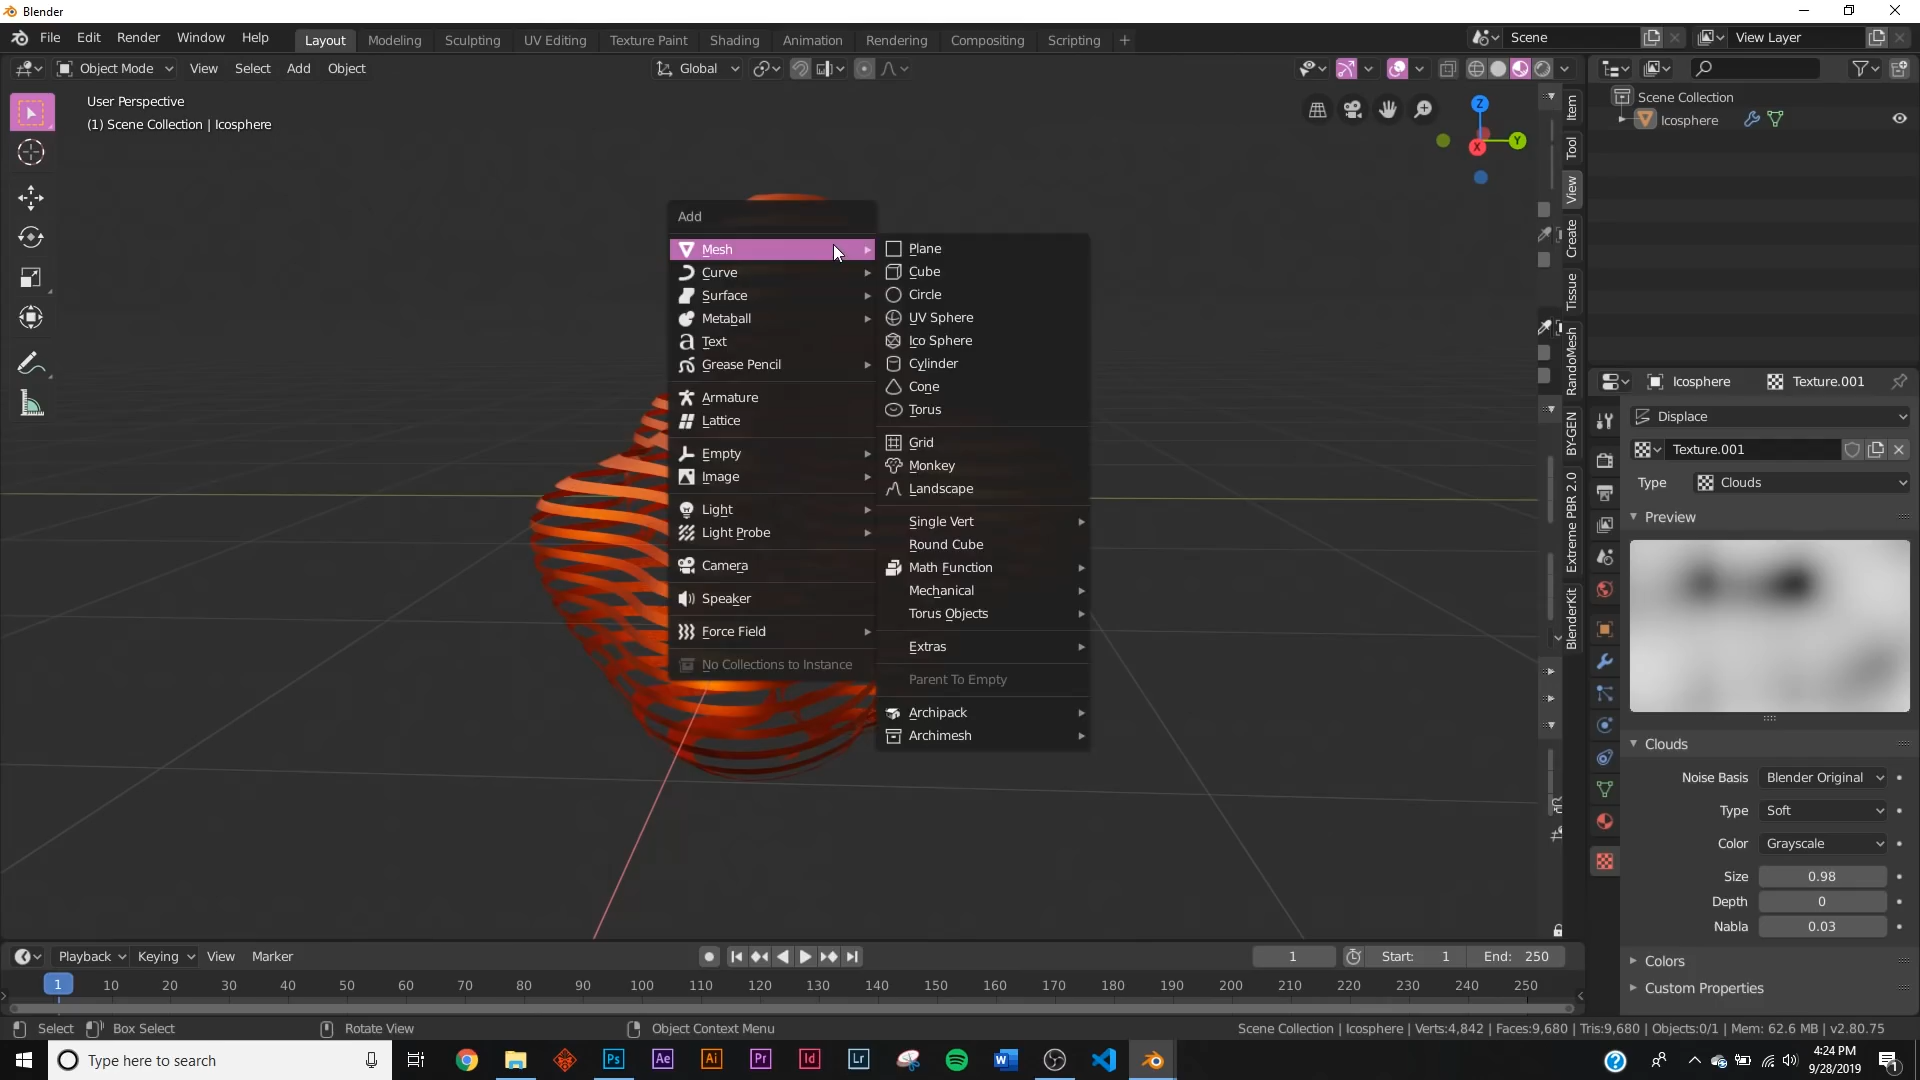 Blender
File Edit Render Window Help Layout Modeling Sculpting UV Editing Texture Paint Shading Animation Rendering Compositing Scripting + Scene View Layer
Object Mode View Select Add Object Global
User Perspective
(1) Scene Collection | Icosphere
Z
Y
X
Item
Tool
View
Create
Tissue
RandoMesh
BY-GEN
Extreme PBR 2.0
BlenderKit
Add
Mesh
Curve
Surface
Metaball
Text
Grease Pencil
Armature
Lattice
Empty
Image
Light
Light Probe
Camera
Speaker
Force Field
No Collections to Instance
Plane
Cube
Circle
UV Sphere
Ico Sphere
Cylinder
Cone
Torus
Grid
Monkey
Landscape
Single Vert
Round Cube
Math Function
Mechanical
Torus Objects
Extras
Parent To Empty
Archipack
Archimesh
Scene Collection
Icosphere
Icosphere Texture.001
Displace
Texture.001
Type Clouds
Preview
Clouds
Noise Basis Blender Original
Type Soft
Color Grayscale
Size 0.98
Depth 0
Nabla 0.03
Colors
Custom Properties
Playback Keying View Marker 1 Start: 1 End: 250
1 10 20 30 40 50 60 70 80 90 100 110 120 130 140 150 160 170 180 190 200 210 220 230 240 250
Select Box Select Rotate View Object Context Menu Scene Collection | Icosphere | Verts:4,842 | Faces:9,680 | Tris:9,680 | Objects:0/1 | Mem: 62.6 MB | v2.80.75
Type here to search Ps Ae Ai Pr Id Lr W
4:24 PM
9/28/2019
1